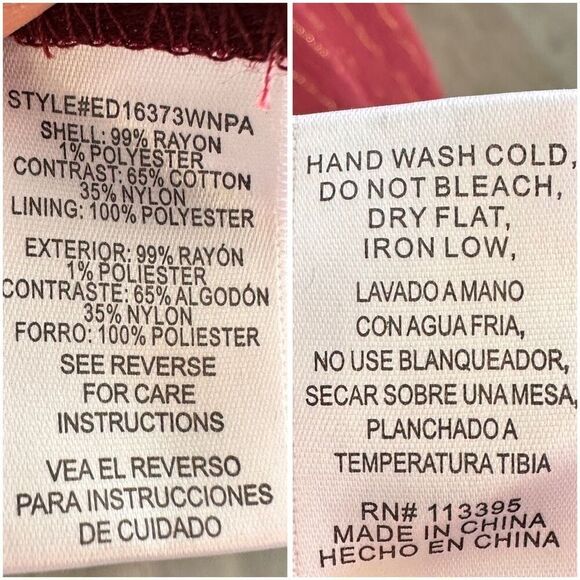 STYLE#ED16373WNPA
SHELL: 99% RAYON
1% POLYESTER
CONTRAST: 65% COTTON
35% NYLON
LINING: 100% POLYESTER
EXTERIOR: 99% RAYÓN
1% POLIESTER
CONTRASTE: 65% ALGODÓN
35% NYLON
FORRO: 100% POLIESTER
SEE REVERSE
FOR CARE
INSTRUCTIONS
VEA EL REVERSO
PARA INSTRUCCIONES
DE CUIDADO
HAND WASH COLD,
DO NOT BLEACH,
DRY FLAT,
IRON LOW,
LAVADO A MANO
CON AGUA FRIA,
NO USE BLANQUEADOR,
SECAR SOBRE UNA MESA,
PLANCHADO A
TEMPERATURA TIBIA
RN# 113395
MADE IN CHINA
HECHO EN CHINA